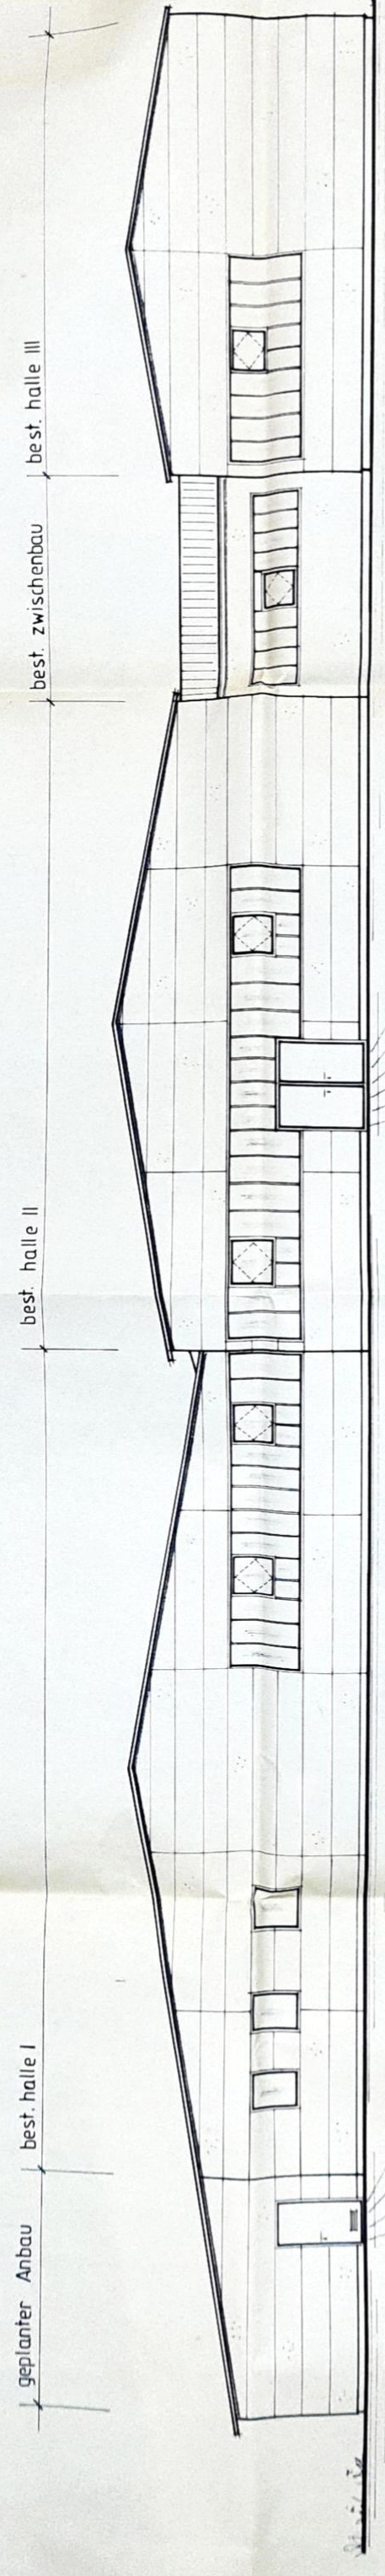 geplanter Anbau
best. halle I
best. halle II
best. zwischenbau
best. halle III